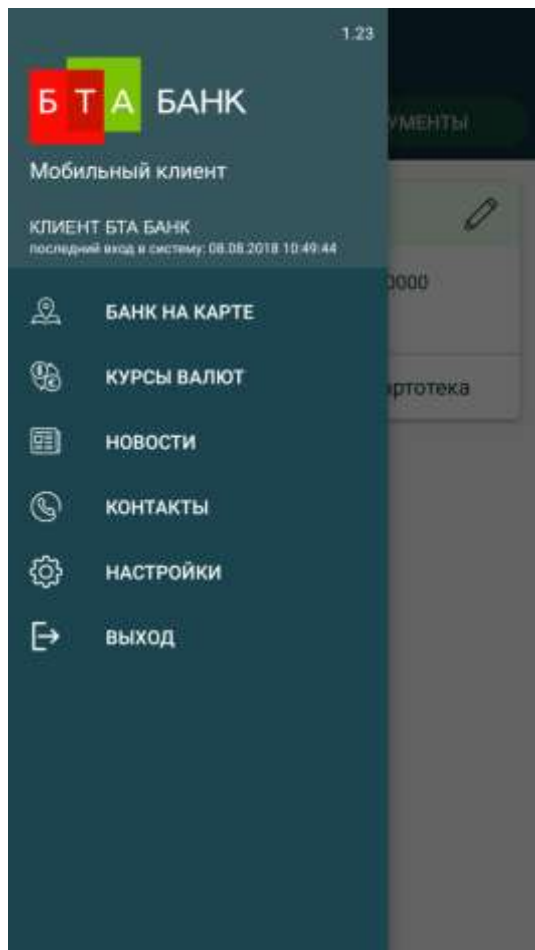 1.23
БТА БАНК
УМЕНТЫ
Мобильный клиент
КЛИЕНТ БТА БАНК
последний вход в систему: 08.08.2018 10:49:44
БАНК НА КАРТЕ
0000
КУРСЫ ВАЛЮТ
артотека
НОВОСТИ
КОНТАКТЫ
НАСТРОЙКИ
ВЫХОД